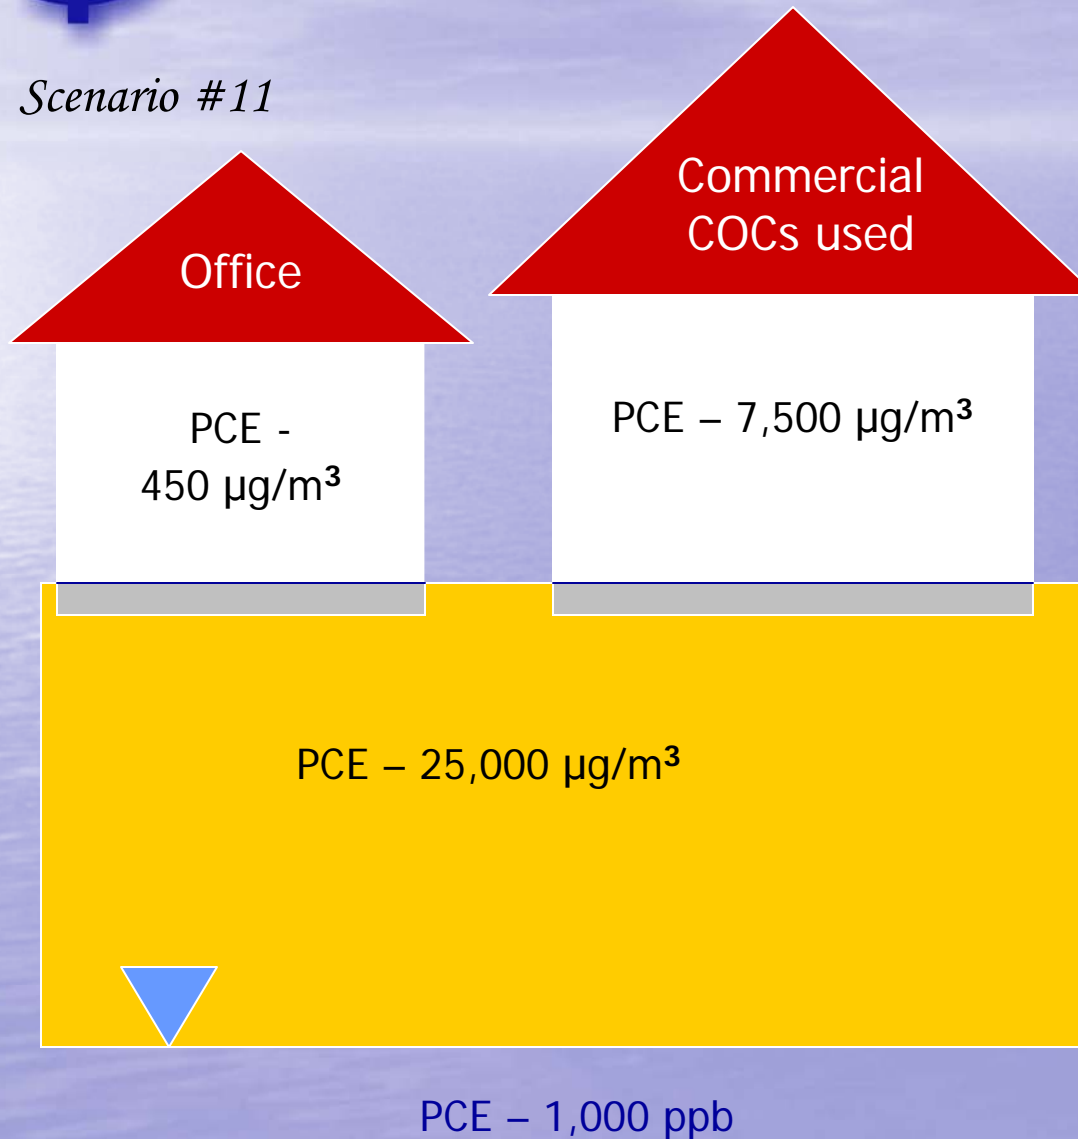 Scenario #11
Office
Commercial
COCs used
PCE -
450 µg/m³
PCE – 7,500 µg/m³
PCE – 25,000 µg/m³
PCE – 1,000 ppb